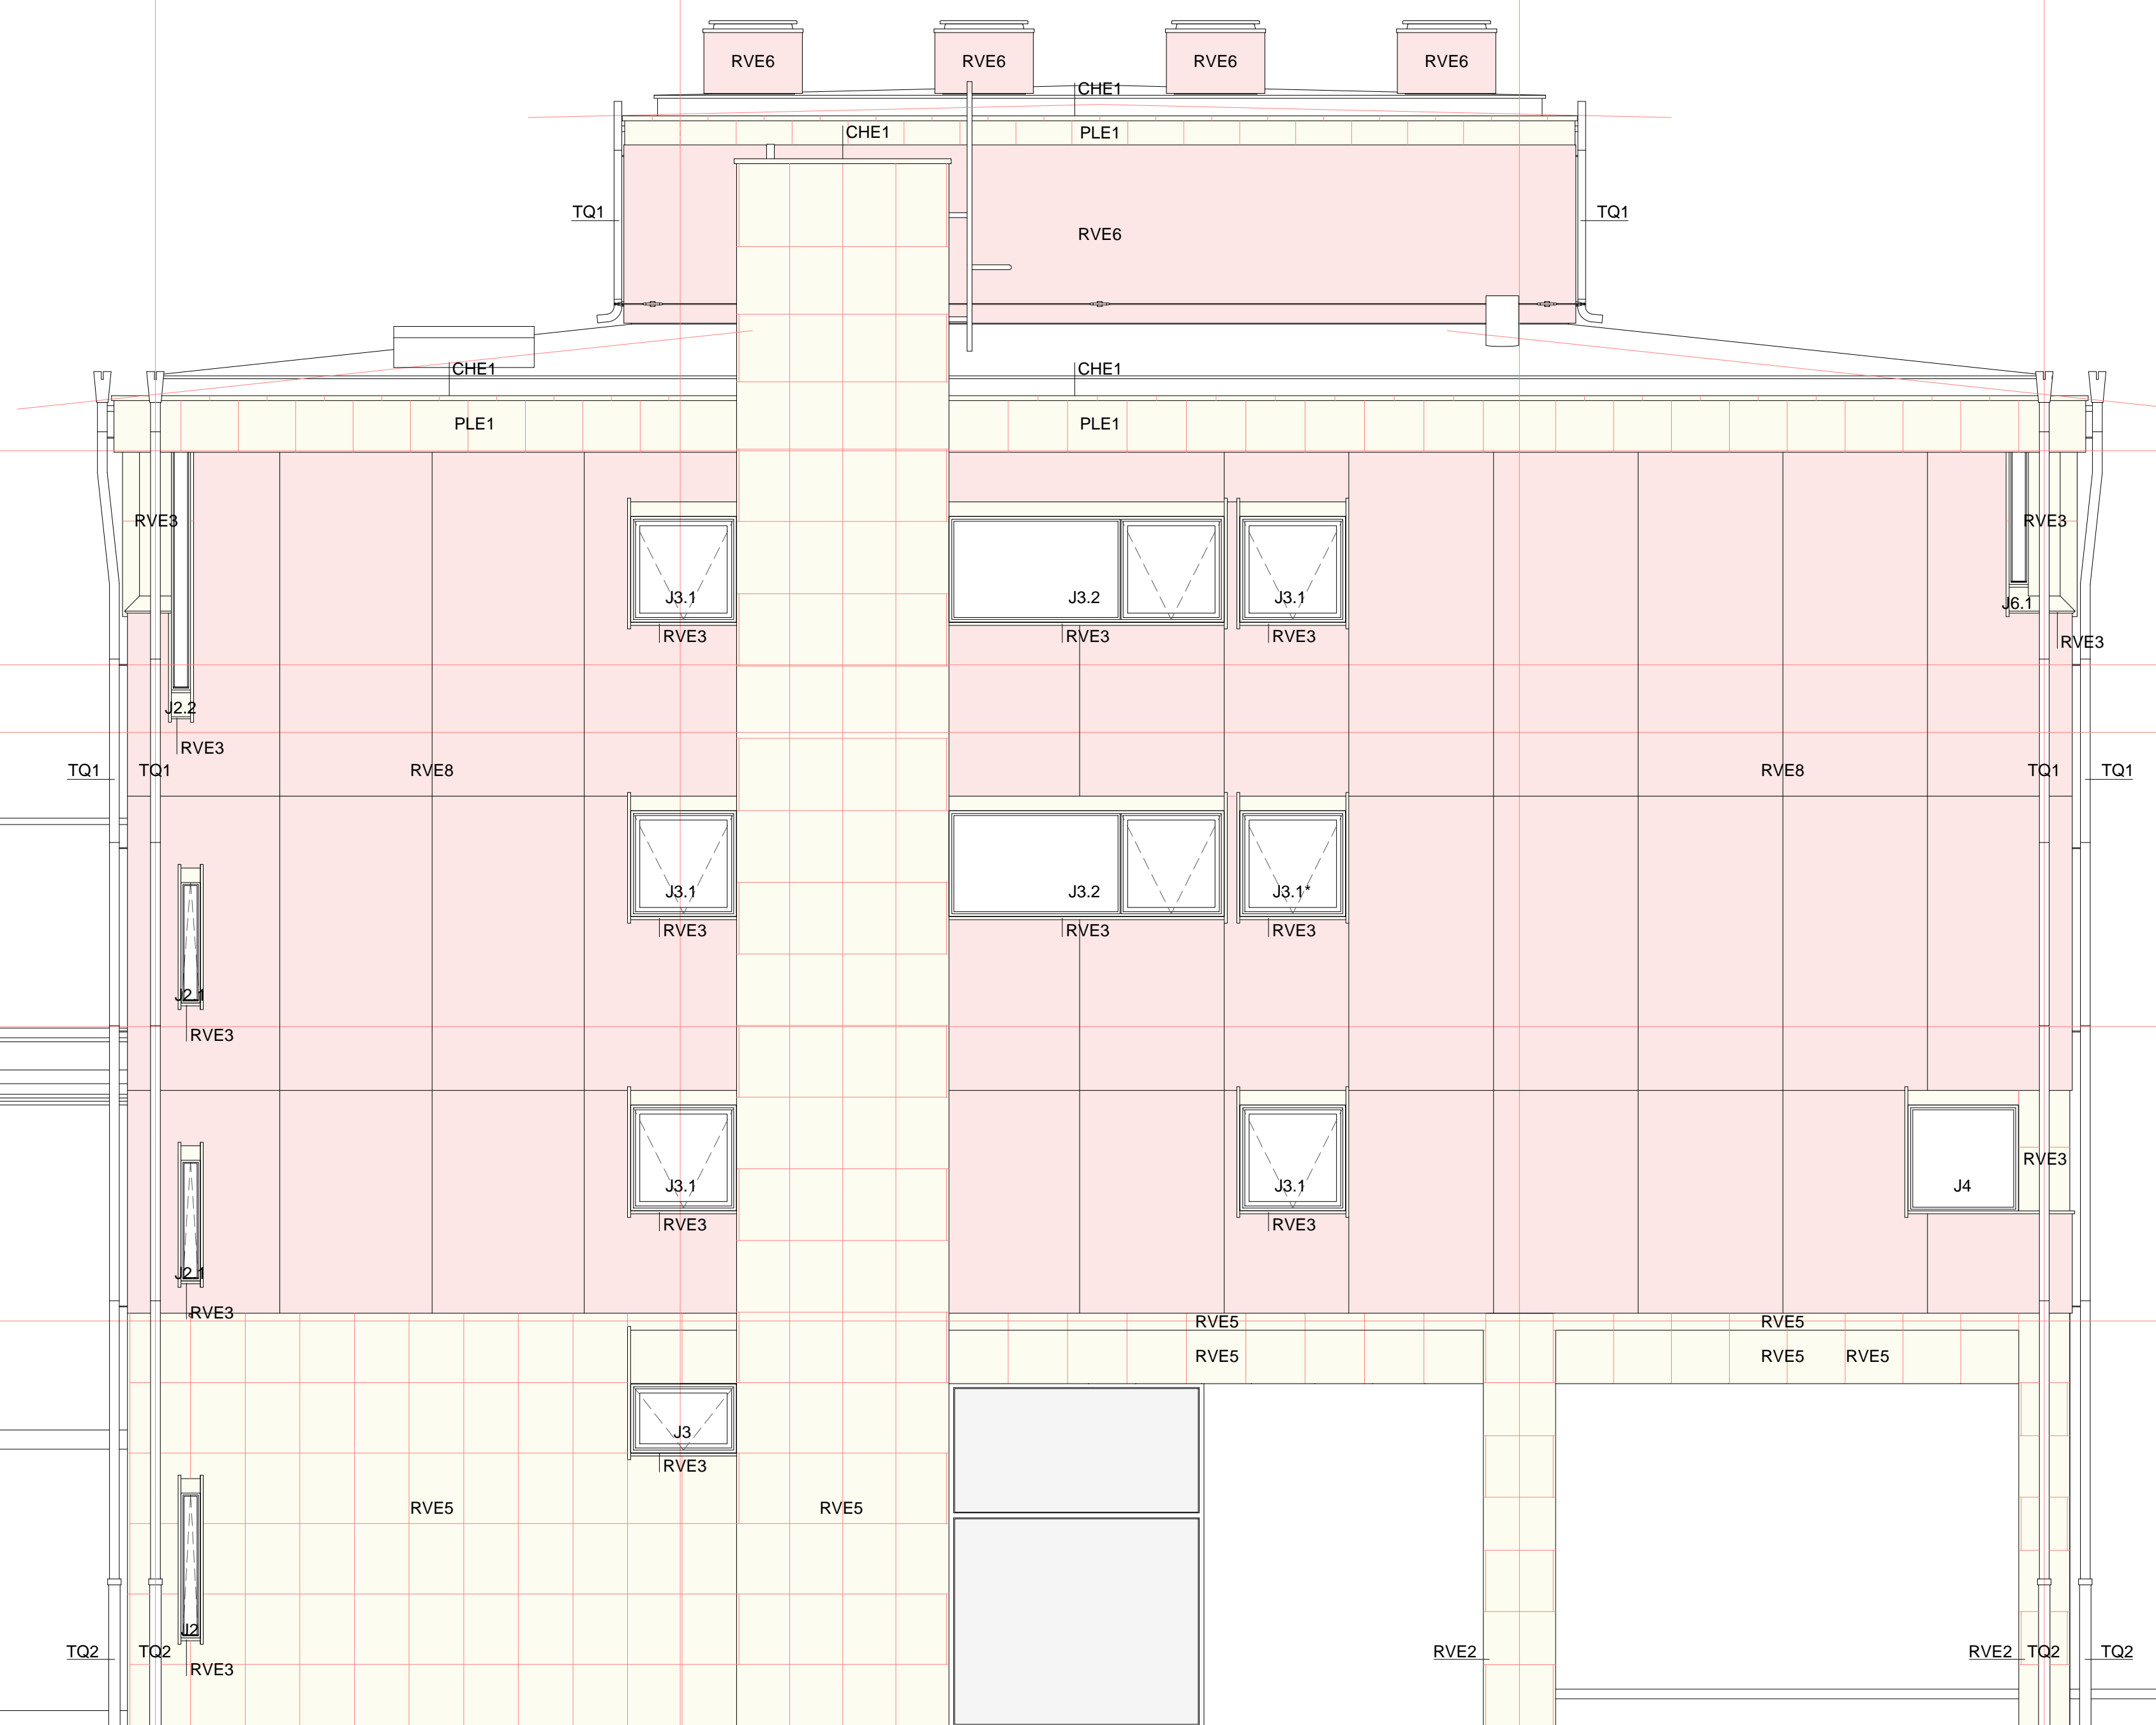 RVE6 RVE6 RVE6 RVE6
CHE1
CHE1 PLE1
TQ1 TQ1
RVE6
CHE1 CHE1
PLE1 PLE1
RVE3 RVE3
J3.1 J3.2 J3.1 J6.1
RVE3 RVE3 RVE3 RVE3
J2.2
RVE3
TQ1 TQ1 RVE8 RVE8 TQ1 TQ1
J3.1 J3.2 J3.1*
RVE3 RVE3 RVE3
J2.1
RVE3
RVE3
J3.1 J3.1 J4
RVE3 RVE3
J2.1
RVE3 RVE5 RVE5
RVE5 RVE5 RVE5
J3
RVE3
RVE5 RVE5
J2
TQ2 TQ2 RVE2 RVE2 TQ2 TQ2
RVE3